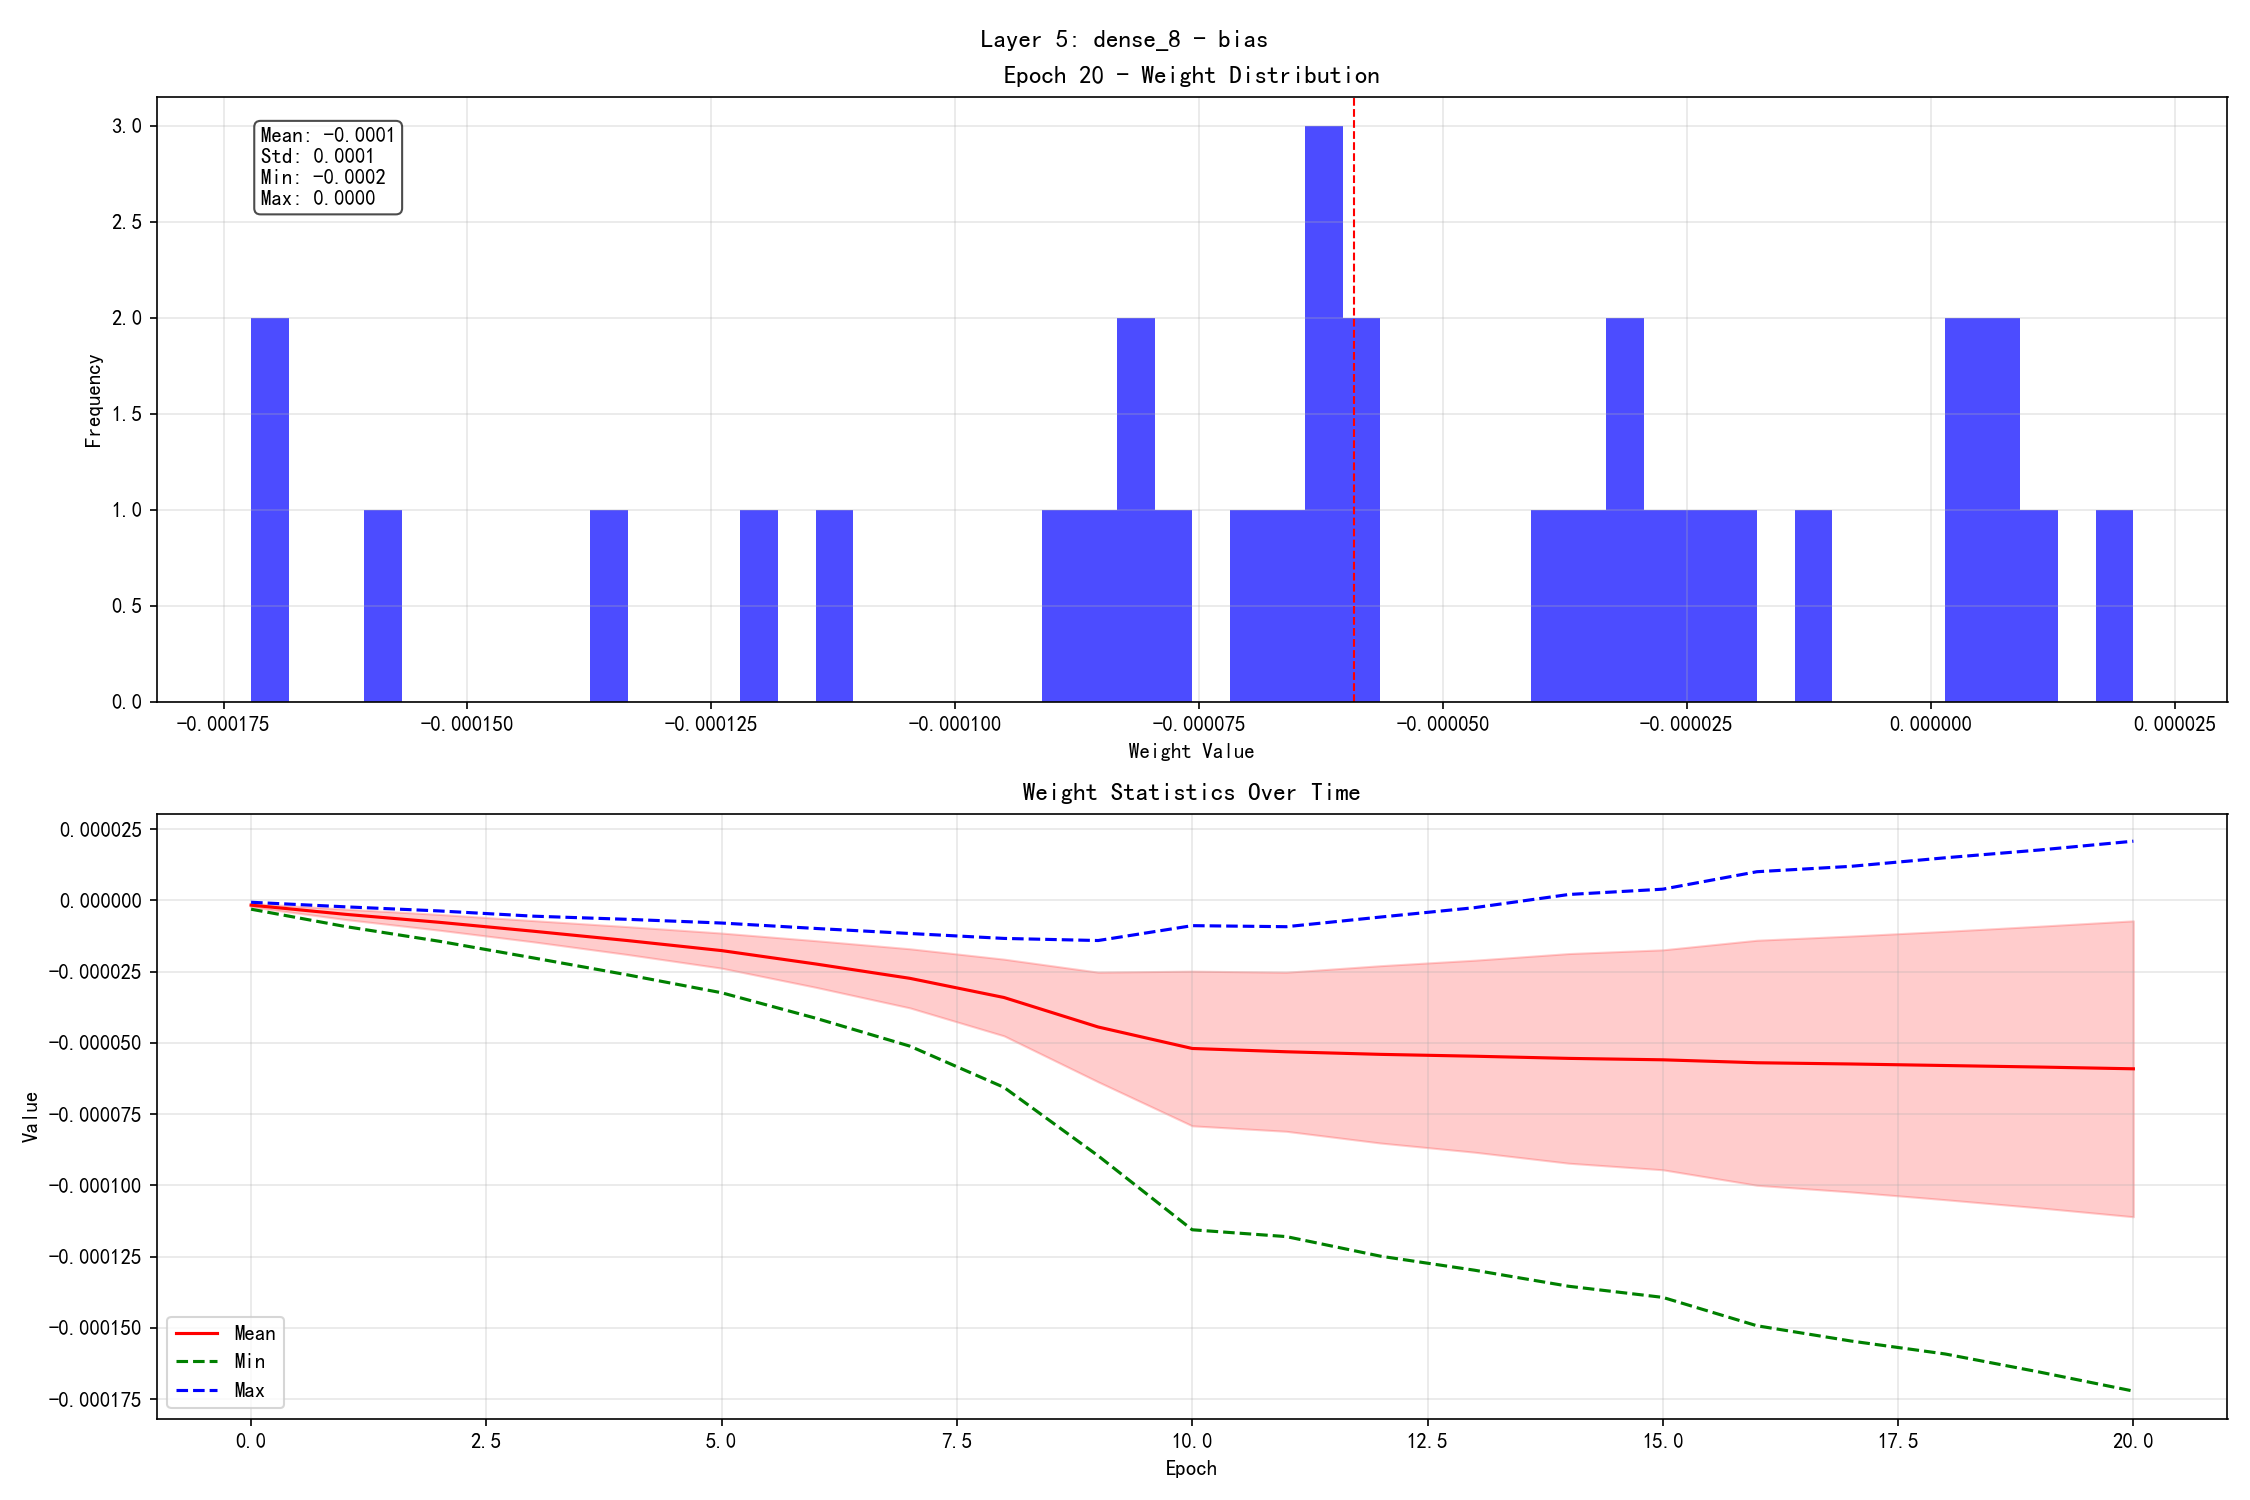 Layer 5: dense_8 - bias
Epoch 20 - Weight Distribution
Mean: -0.0001
Std: 0.0001
Min: -0.0002
Max: 0.0000
3.0
2.5
2.0
1.5
1.0
0.5
0.0
Frequency
-0.000175 -0.000150 -0.000125 -0.000100 -0.000075 -0.000050 -0.000025 0.000000 0.000025
Weight Value
Weight Statistics Over Time
0.000025
0.000000
-0.000025
-0.000050
-0.000075
-0.000100
-0.000125
-0.000150
-0.000175
Value
Mean
Min
Max
0.0 2.5 5.0 7.5 10.0 12.5 15.0 17.5 20.0
Epoch